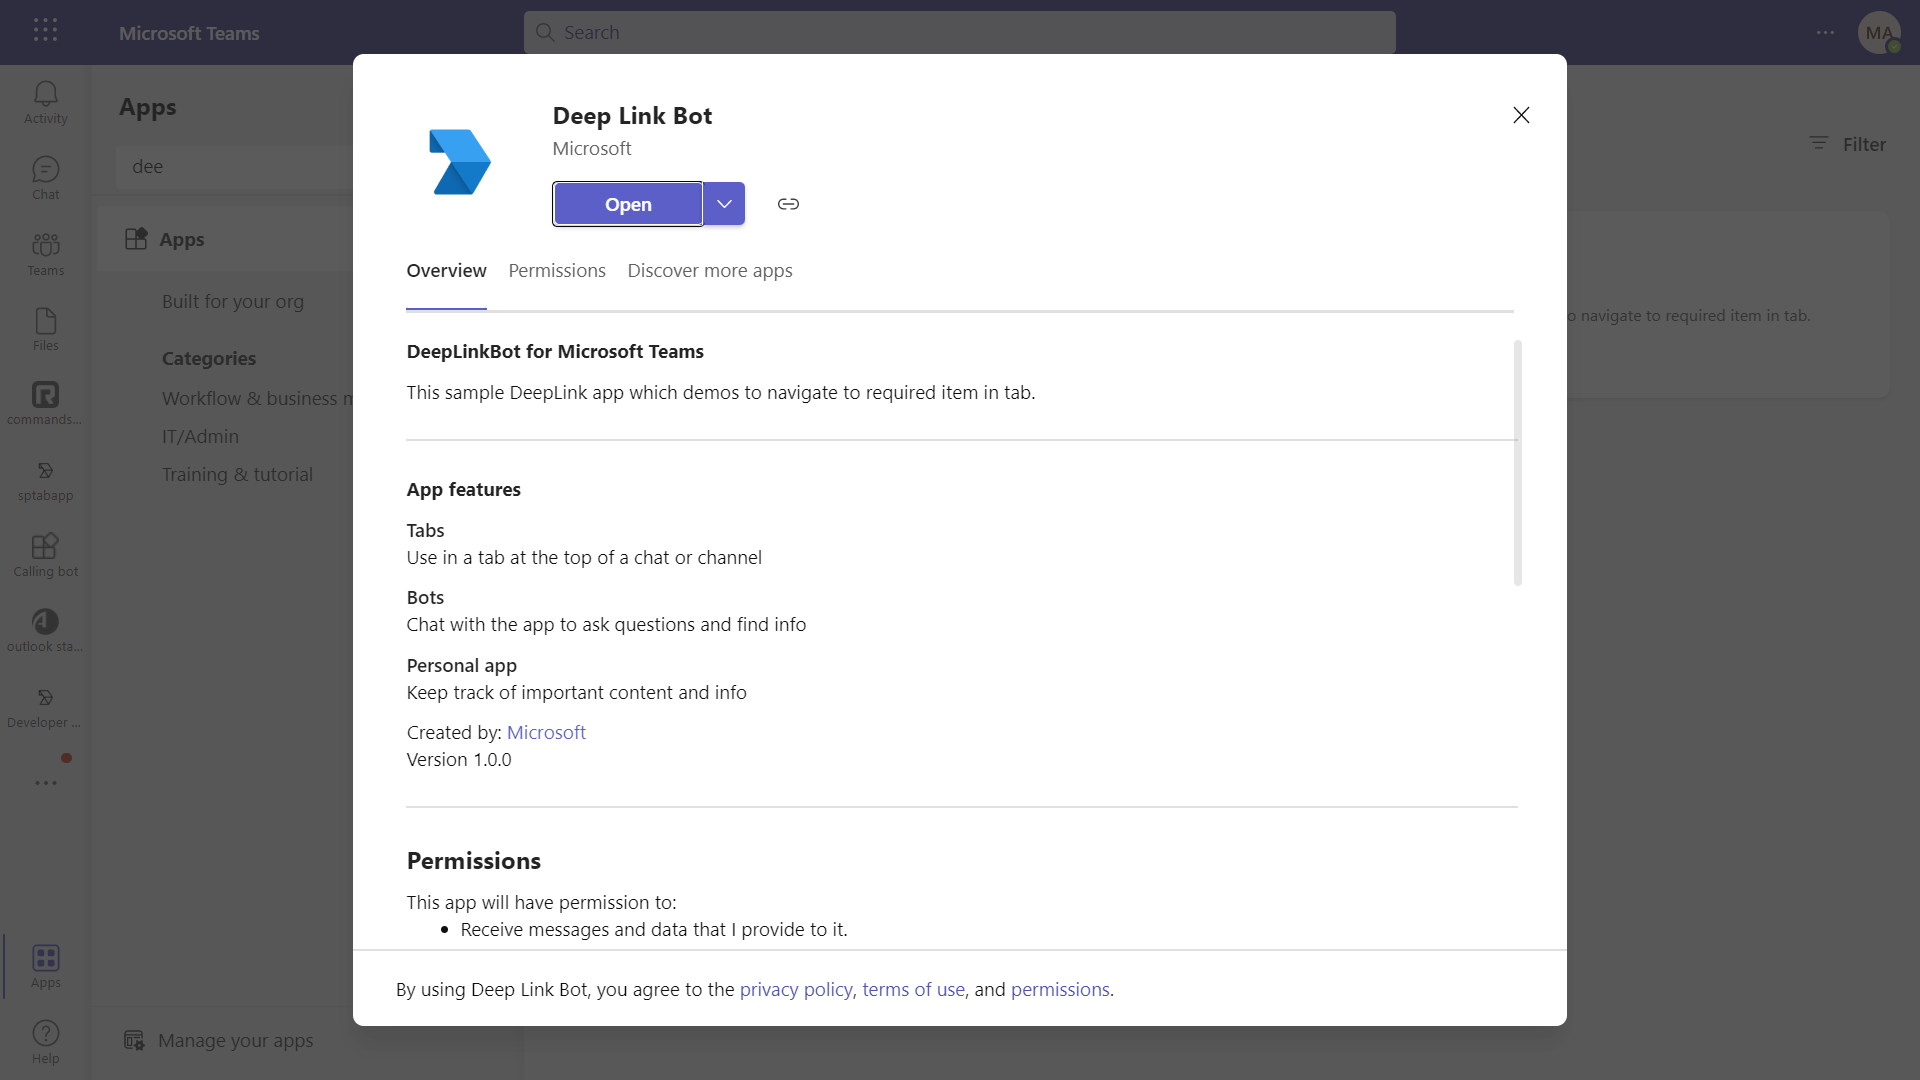 Microsoft Teams
Search
MA
Activity
Chat
Teams
Files
commands...
sptabapp
Calling bot
outlook sta...
Developer ...
Apps
Help
Apps
dee
Apps
Built for your org
Categories
Workflow & business m
IT/Admin
Training & tutorial
Manage your apps
Filter
o navigate to required item in tab.
Deep Link Bot
Microsoft
Open
Overview Permissions Discover more apps
DeepLinkBot for Microsoft Teams
This sample DeepLink app which demos to navigate to required item in tab.
App features
Tabs
Use in a tab at the top of a chat or channel
Bots
Chat with the app to ask questions and find info
Personal app
Keep track of important content and info
Created by: Microsoft
Version 1.0.0
Permissions
This app will have permission to:
• Receive messages and data that I provide to it.
By using Deep Link Bot, you agree to the privacy policy, terms of use, and permissions.